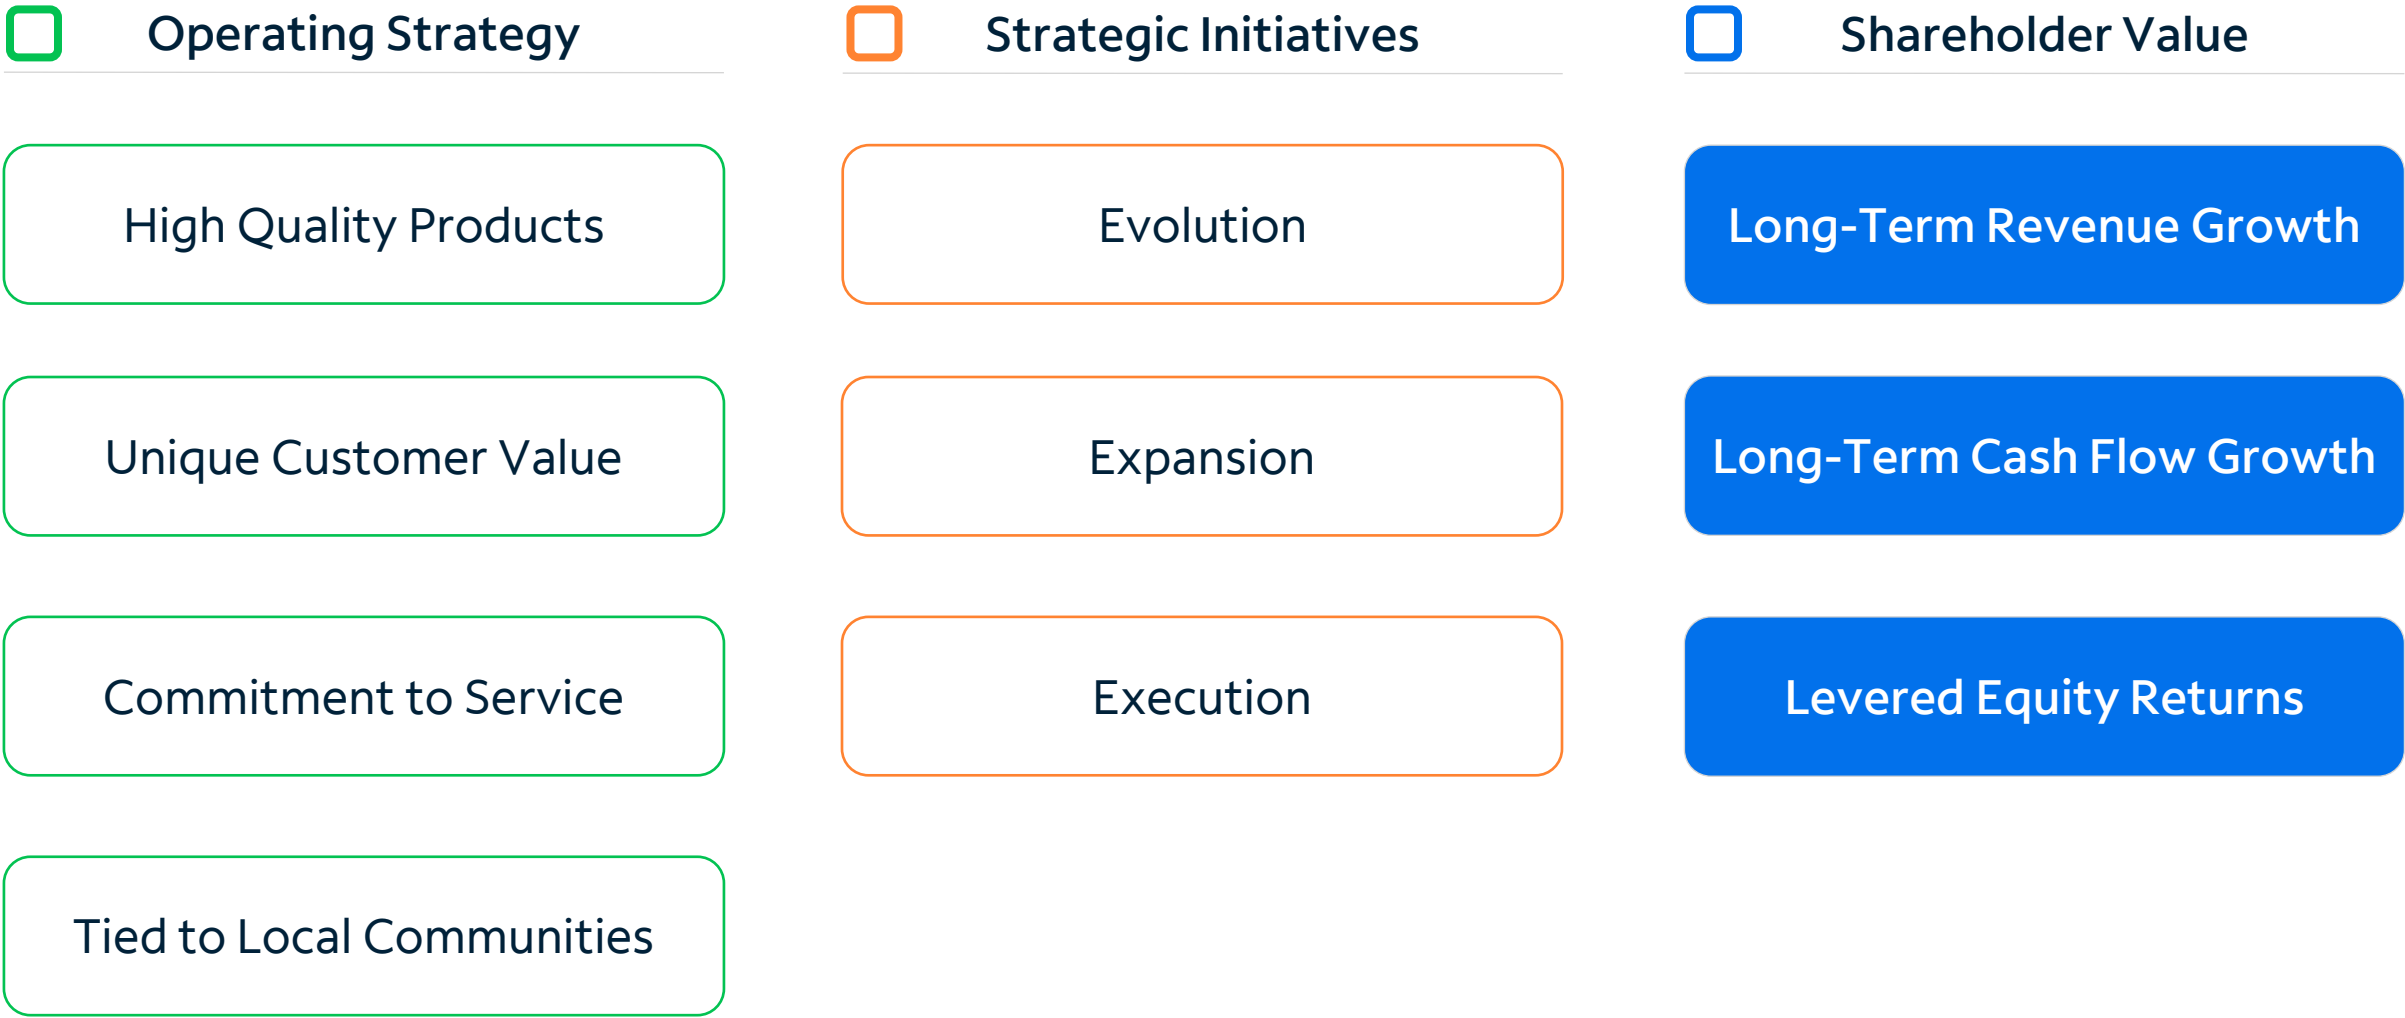 Operating Strategy
High Quality Products
Unique Customer Value
Commitment to Service
Tied to Local Communities
Strategic Initiatives
Evolution
Expansion
Execution
Shareholder Value
Long-Term Revenue Growth
Long-Term Cash Flow Growth
Levered Equity Returns